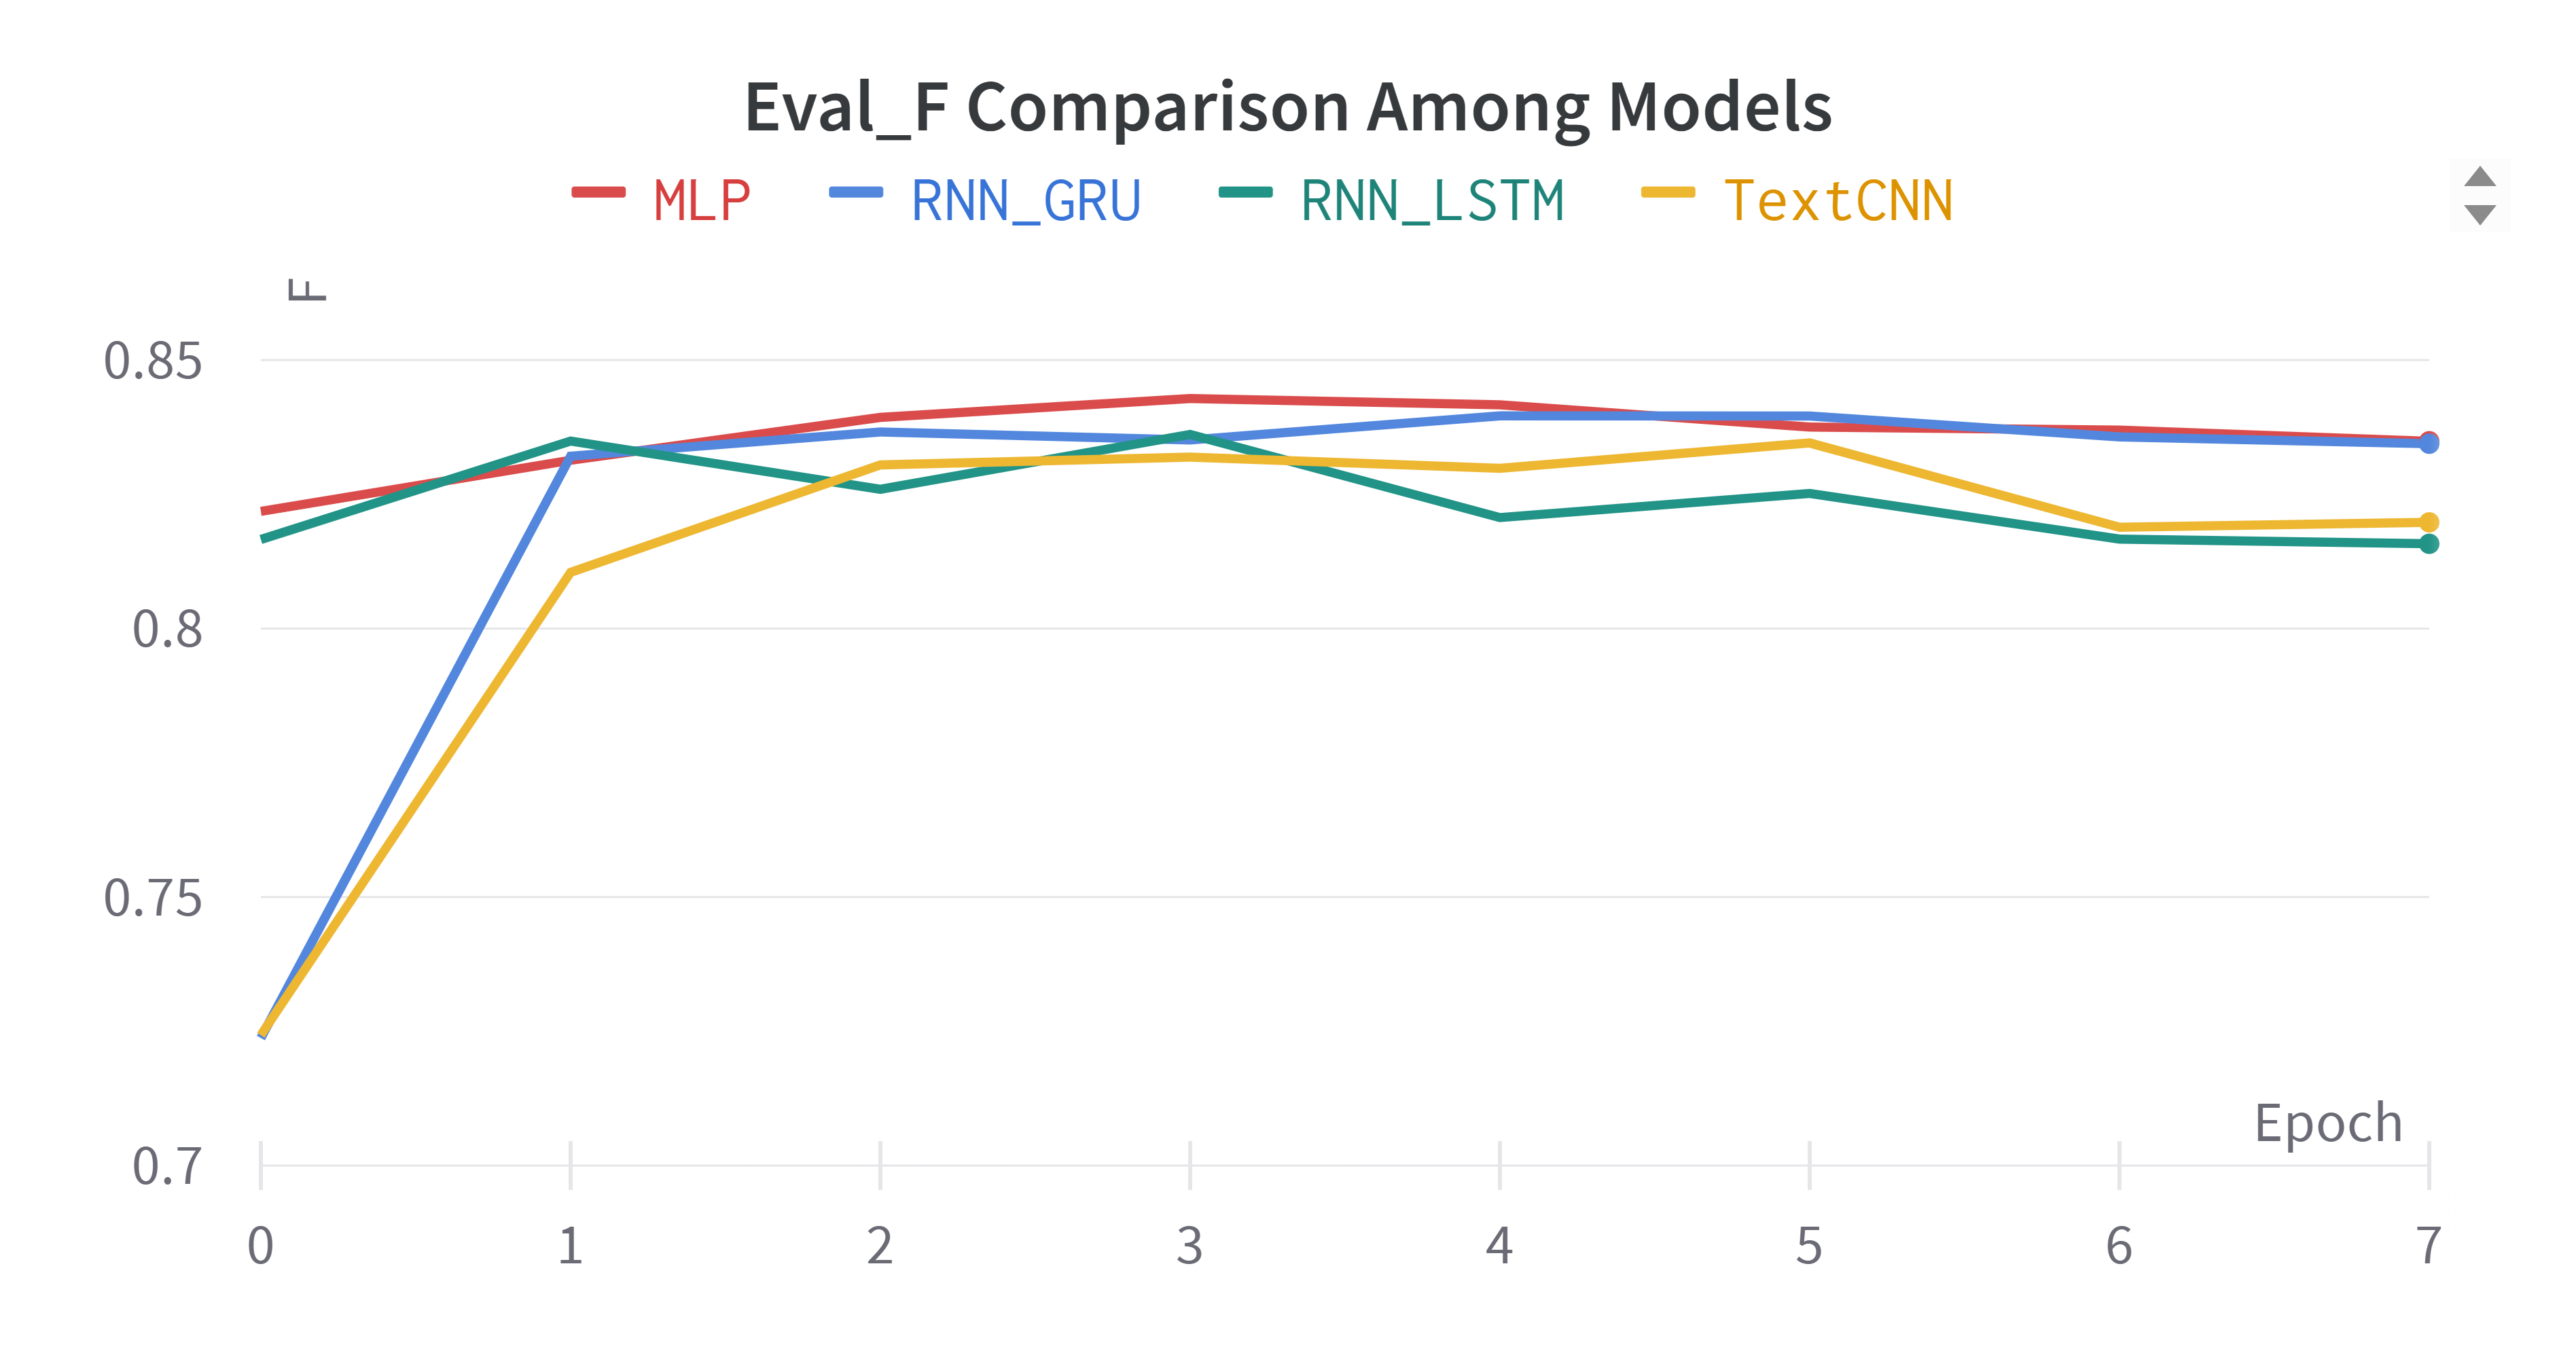 Eval_F Comparison Among Models
MLP RNN_GRU RNN_LSTM TextCNN
F
0.85
0.8
0.75
0.7
Epoch
0 1 2 3 4 5 6 7